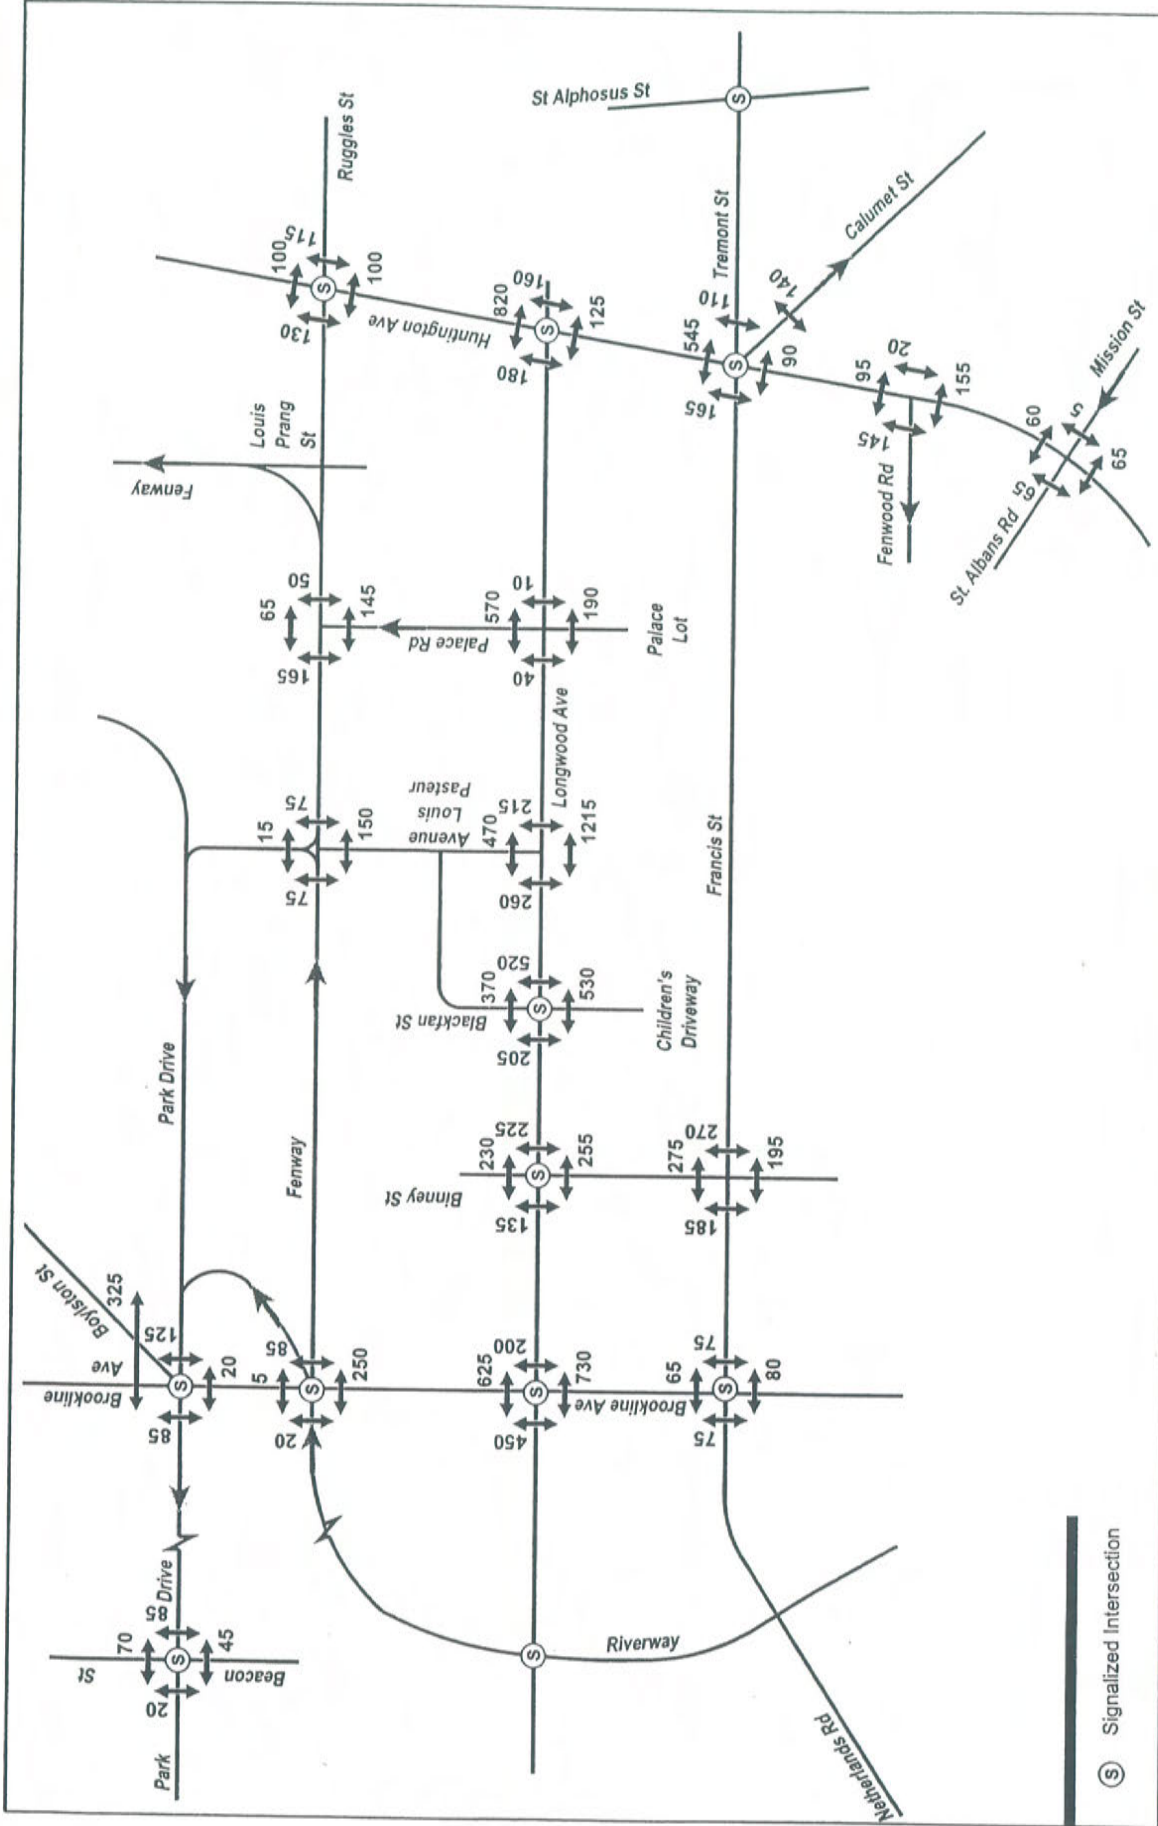 St Alphosus St
Ruggles St
100
115
100
130
Huntington Ave
820
160
125
180
Tremont St
Calumet St
545
110
140
90
165
95
20
155
145
Fenwood Rd
Mission St
60
5
65
65
St. Albans Rd
Louis
Prang
St
Fenway
65
50
145
165
Palace Rd
570
10
190
40
Palace
Lot
Longwood Ave
15
75
150
75
Avenue
Louis
Pasteur
470
215
1215
260
Francis St
370
520
530
205
Blackfan St
Children's
Driveway
Park Drive
Fenway
230
225
255
135
Binney St
275
270
195
185
Boylston St
325
125
20
85
Brookline
Ave
5
85
250
20
625
200
730
450
Brookline Ave
65
75
80
75
Park
Drive
70
85
45
20
Beacon
St
Riverway
Netherlands Rd
S Signalized Intersection